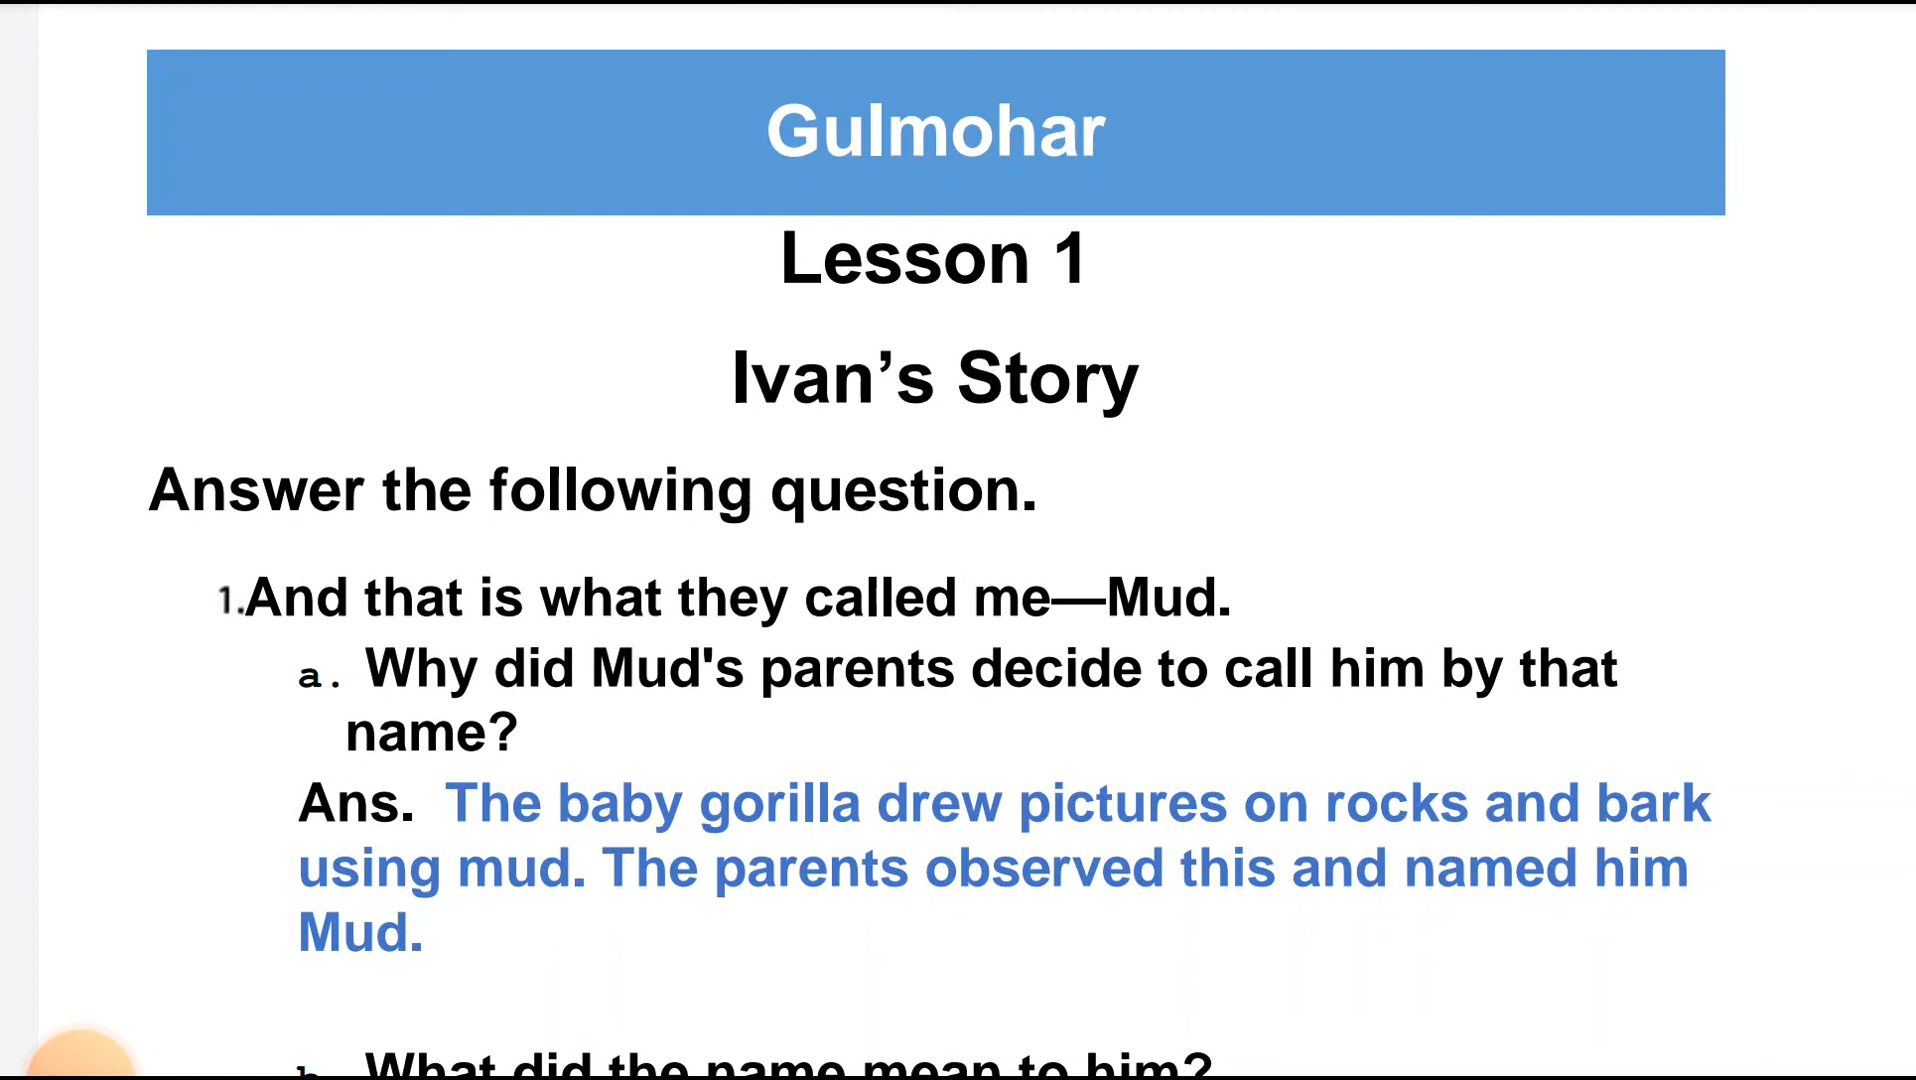 Gulmohar
Lesson 1
Ivan’s Story
Answer the following question.
1.And that is what they called me—Mud.
a. Why did Mud's parents decide to call him by that
name?
Ans. The baby gorilla drew pictures on rocks and bark
using mud. The parents observed this and named him
Mud.
b. What did the name mean to him?